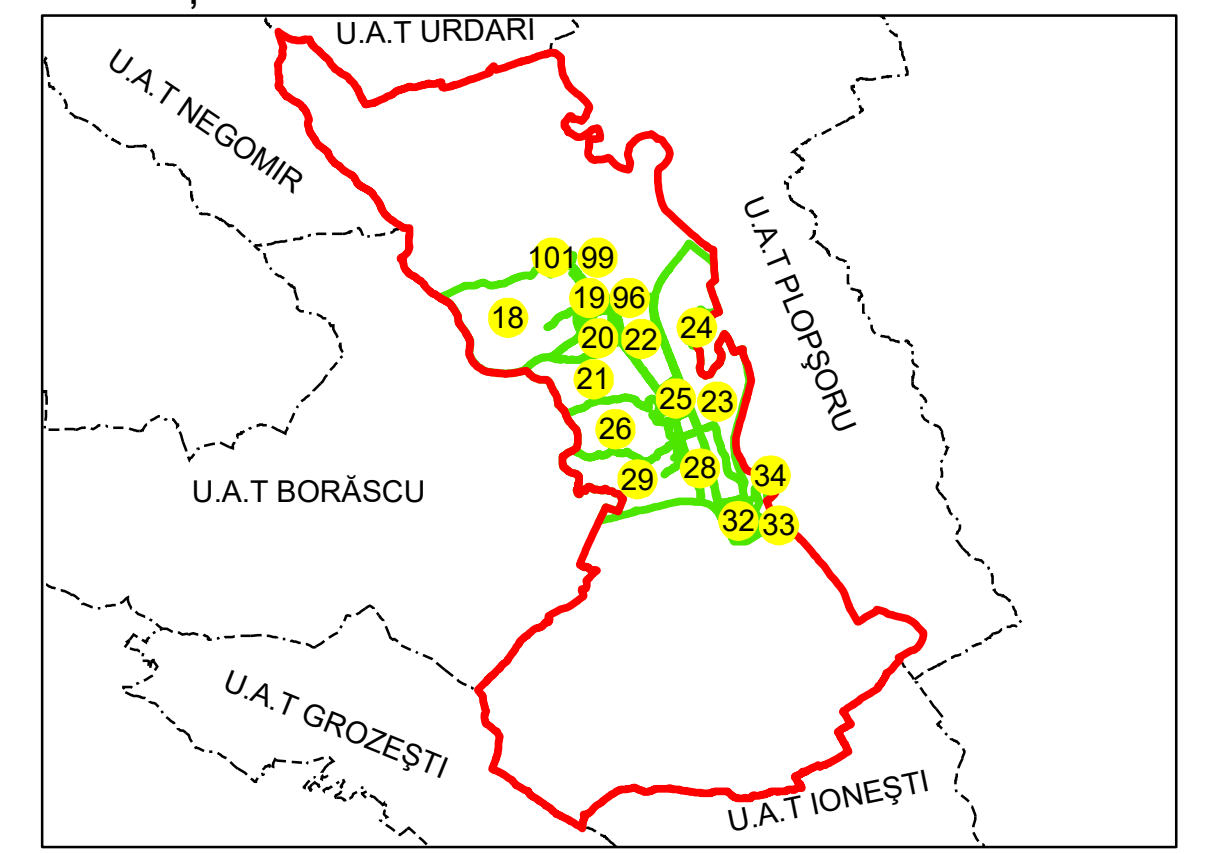 U.A.T URDARI
U.A.T NEGOMIR
U.A.T PLOPŞORU
101 99
19 96
18
20 22
24
21
25 23
26
28
34
29
32 33
U.A.T BORĂSCU
U.A.T GROZEŞTI
U.A.T IONEŞTI